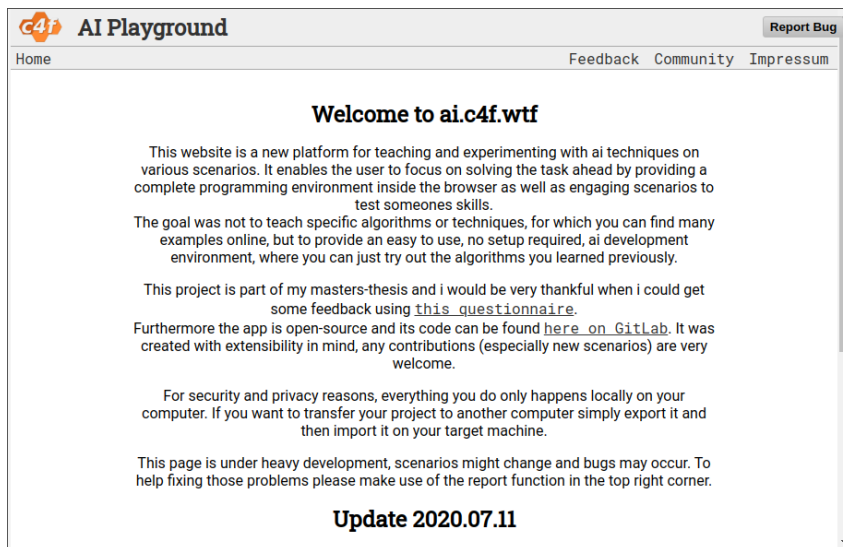 c4f AI Playground Report Bug
Home Feedback Community Impressum
Welcome to ai.c4f.wtf
This website is a new platform for teaching and experimenting with ai techniques on
various scenarios. It enables the user to focus on solving the task ahead by providing a
complete programming environment inside the browser as well as engaging scenarios to
test someones skills.
The goal was not to teach specific algorithms or techniques, for which you can find many
examples online, but to provide an easy to use, no setup required, ai development
environment, where you can just try out the algorithms you learned previously.
This project is part of my masters-thesis and i would be very thankful when i could get
some feedback using this questionnaire.
Furthermore the app is open-source and its code can be found here on GitLab. It was
created with extensibility in mind, any contributions (especially new scenarios) are very
welcome.
For security and privacy reasons, everything you do only happens locally on your
computer. If you want to transfer your project to another computer simply export it and
then import it on your target machine.
This page is under heavy development, scenarios might change and bugs may occur. To
help fixing those problems please make use of the report function in the top right corner.
Update 2020.07.11